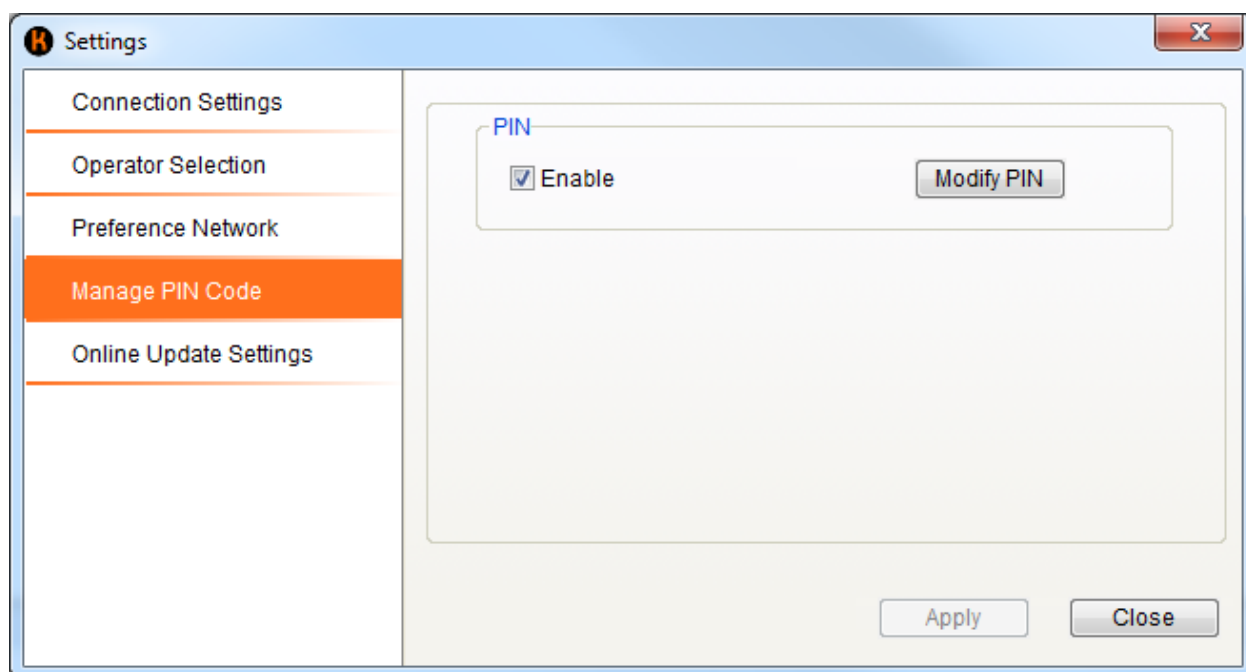 Settings
Connection Settings
Operator Selection
Preference Network
Manage PIN Code
Online Update Settings
PIN
Enable
Modify PIN
Apply
Close